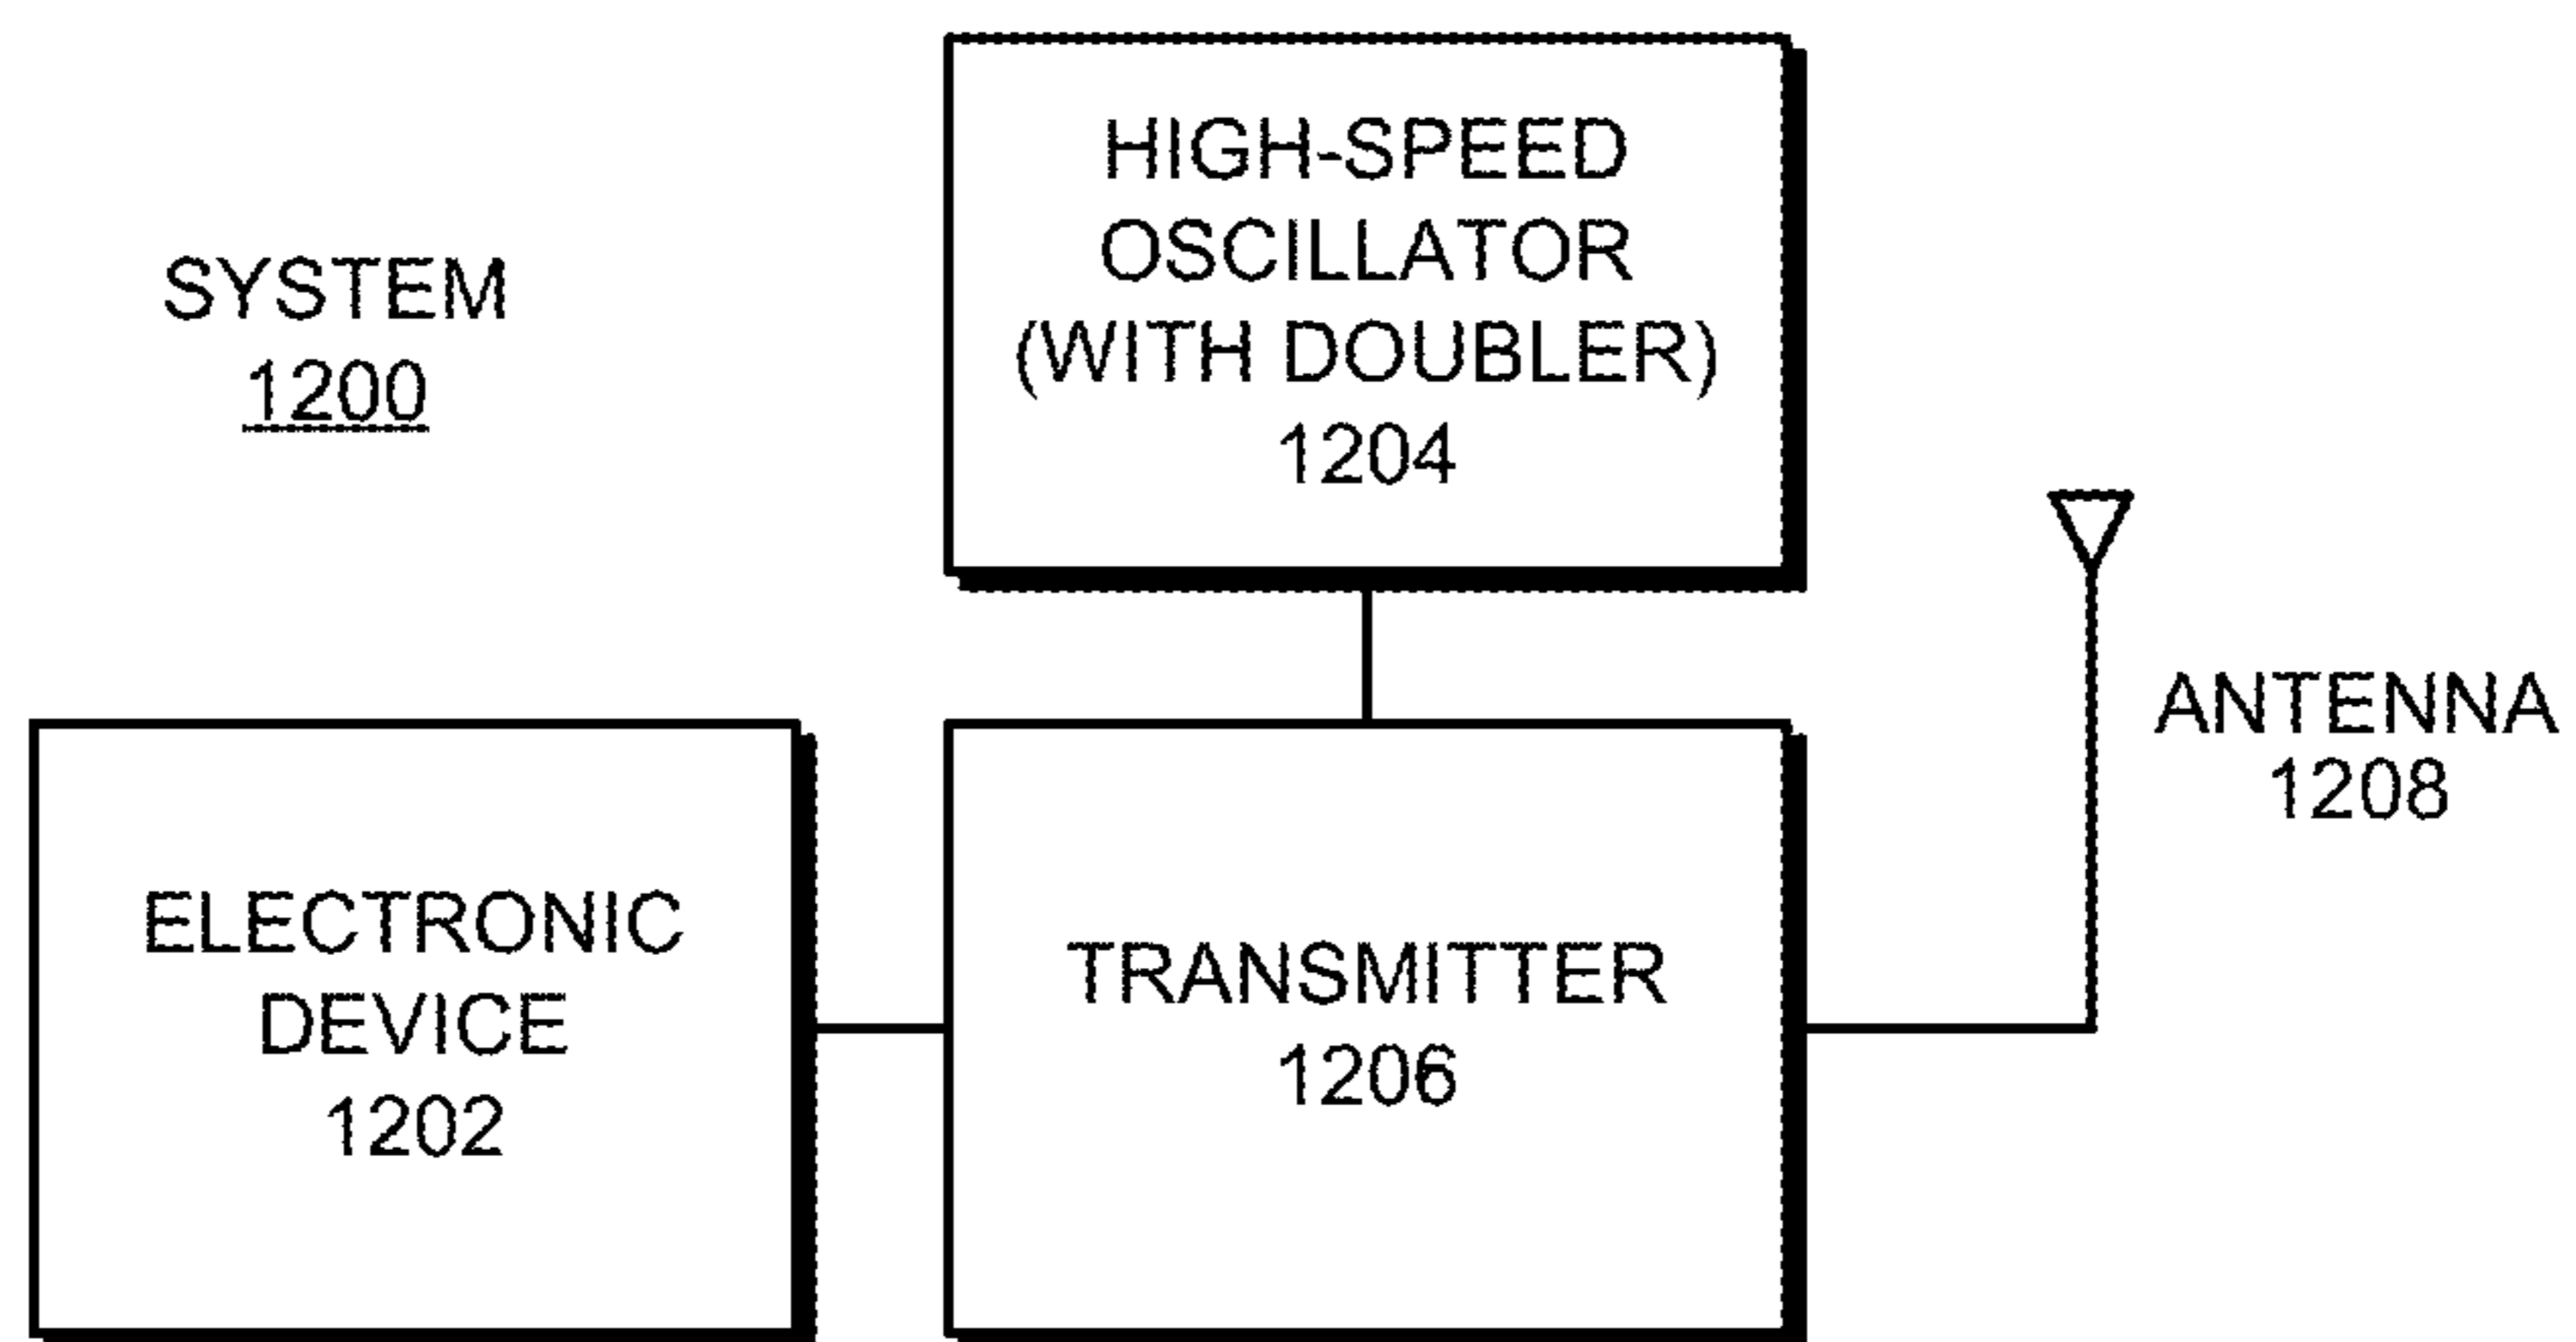 SYSTEM
1200
HIGH-SPEED
OSCILLATOR
(WITH DOUBLER)
1204
ANTENNA
1208
ELECTRONIC
DEVICE
1202
TRANSMITTER
1206